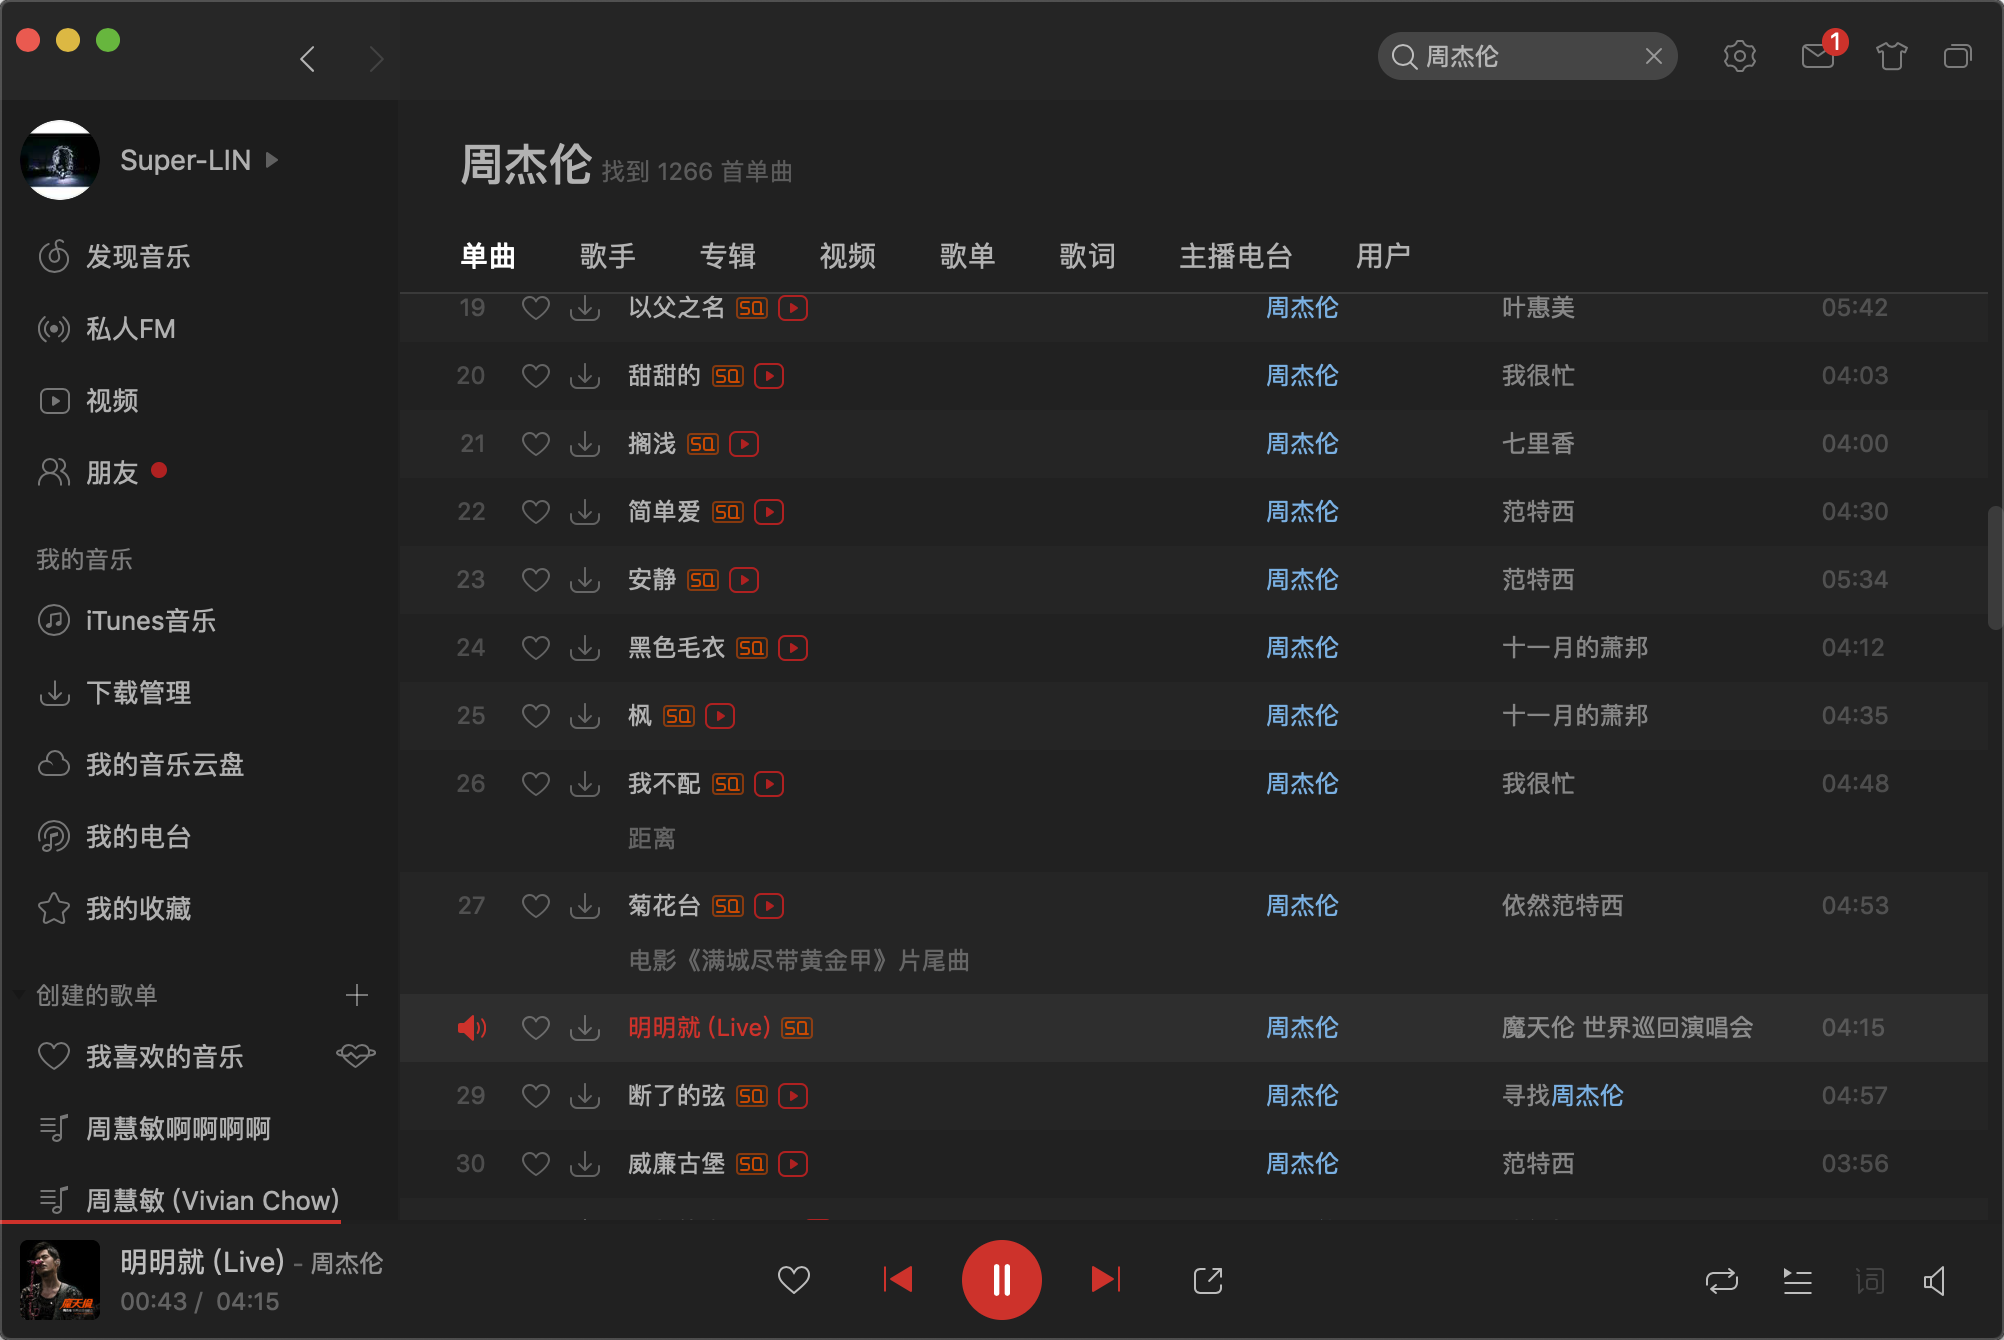 周杰伦
1
Super-LIN
发现音乐
私人FM
视频
朋友
我的音乐
iTunes音乐
下载管理
我的音乐云盘
我的电台
我的收藏
创建的歌单
我喜欢的音乐
周慧敏啊啊啊啊
周慧敏 (Vivian Chow)
周杰伦 找到 1266 首单曲
单曲 歌手 专辑 视频 歌单 歌词 主播电台 用户
19 以父之名 SQ 周杰伦 叶惠美 05:42
20 甜甜的 SQ 周杰伦 我很忙 04:03
21 搁浅 SQ 周杰伦 七里香 04:00
22 简单爱 SQ 周杰伦 范特西 04:30
23 安静 SQ 周杰伦 范特西 05:34
24 黑色毛衣 SQ 周杰伦 十一月的萧邦 04:12
25 枫 SQ 周杰伦 十一月的萧邦 04:35
26 我不配 SQ 周杰伦 我很忙 04:48
距离
27 菊花台 SQ 周杰伦 依然范特西 04:53
电影《满城尽带黄金甲》片尾曲
明明就 (Live) SQ 周杰伦 魔天伦 世界巡回演唱会 04:15
29 断了的弦 SQ 周杰伦 寻找周杰伦 04:57
30 威廉古堡 SQ 周杰伦 范特西 03:56
明明就 (Live) - 周杰伦
00:43 / 04:15
词